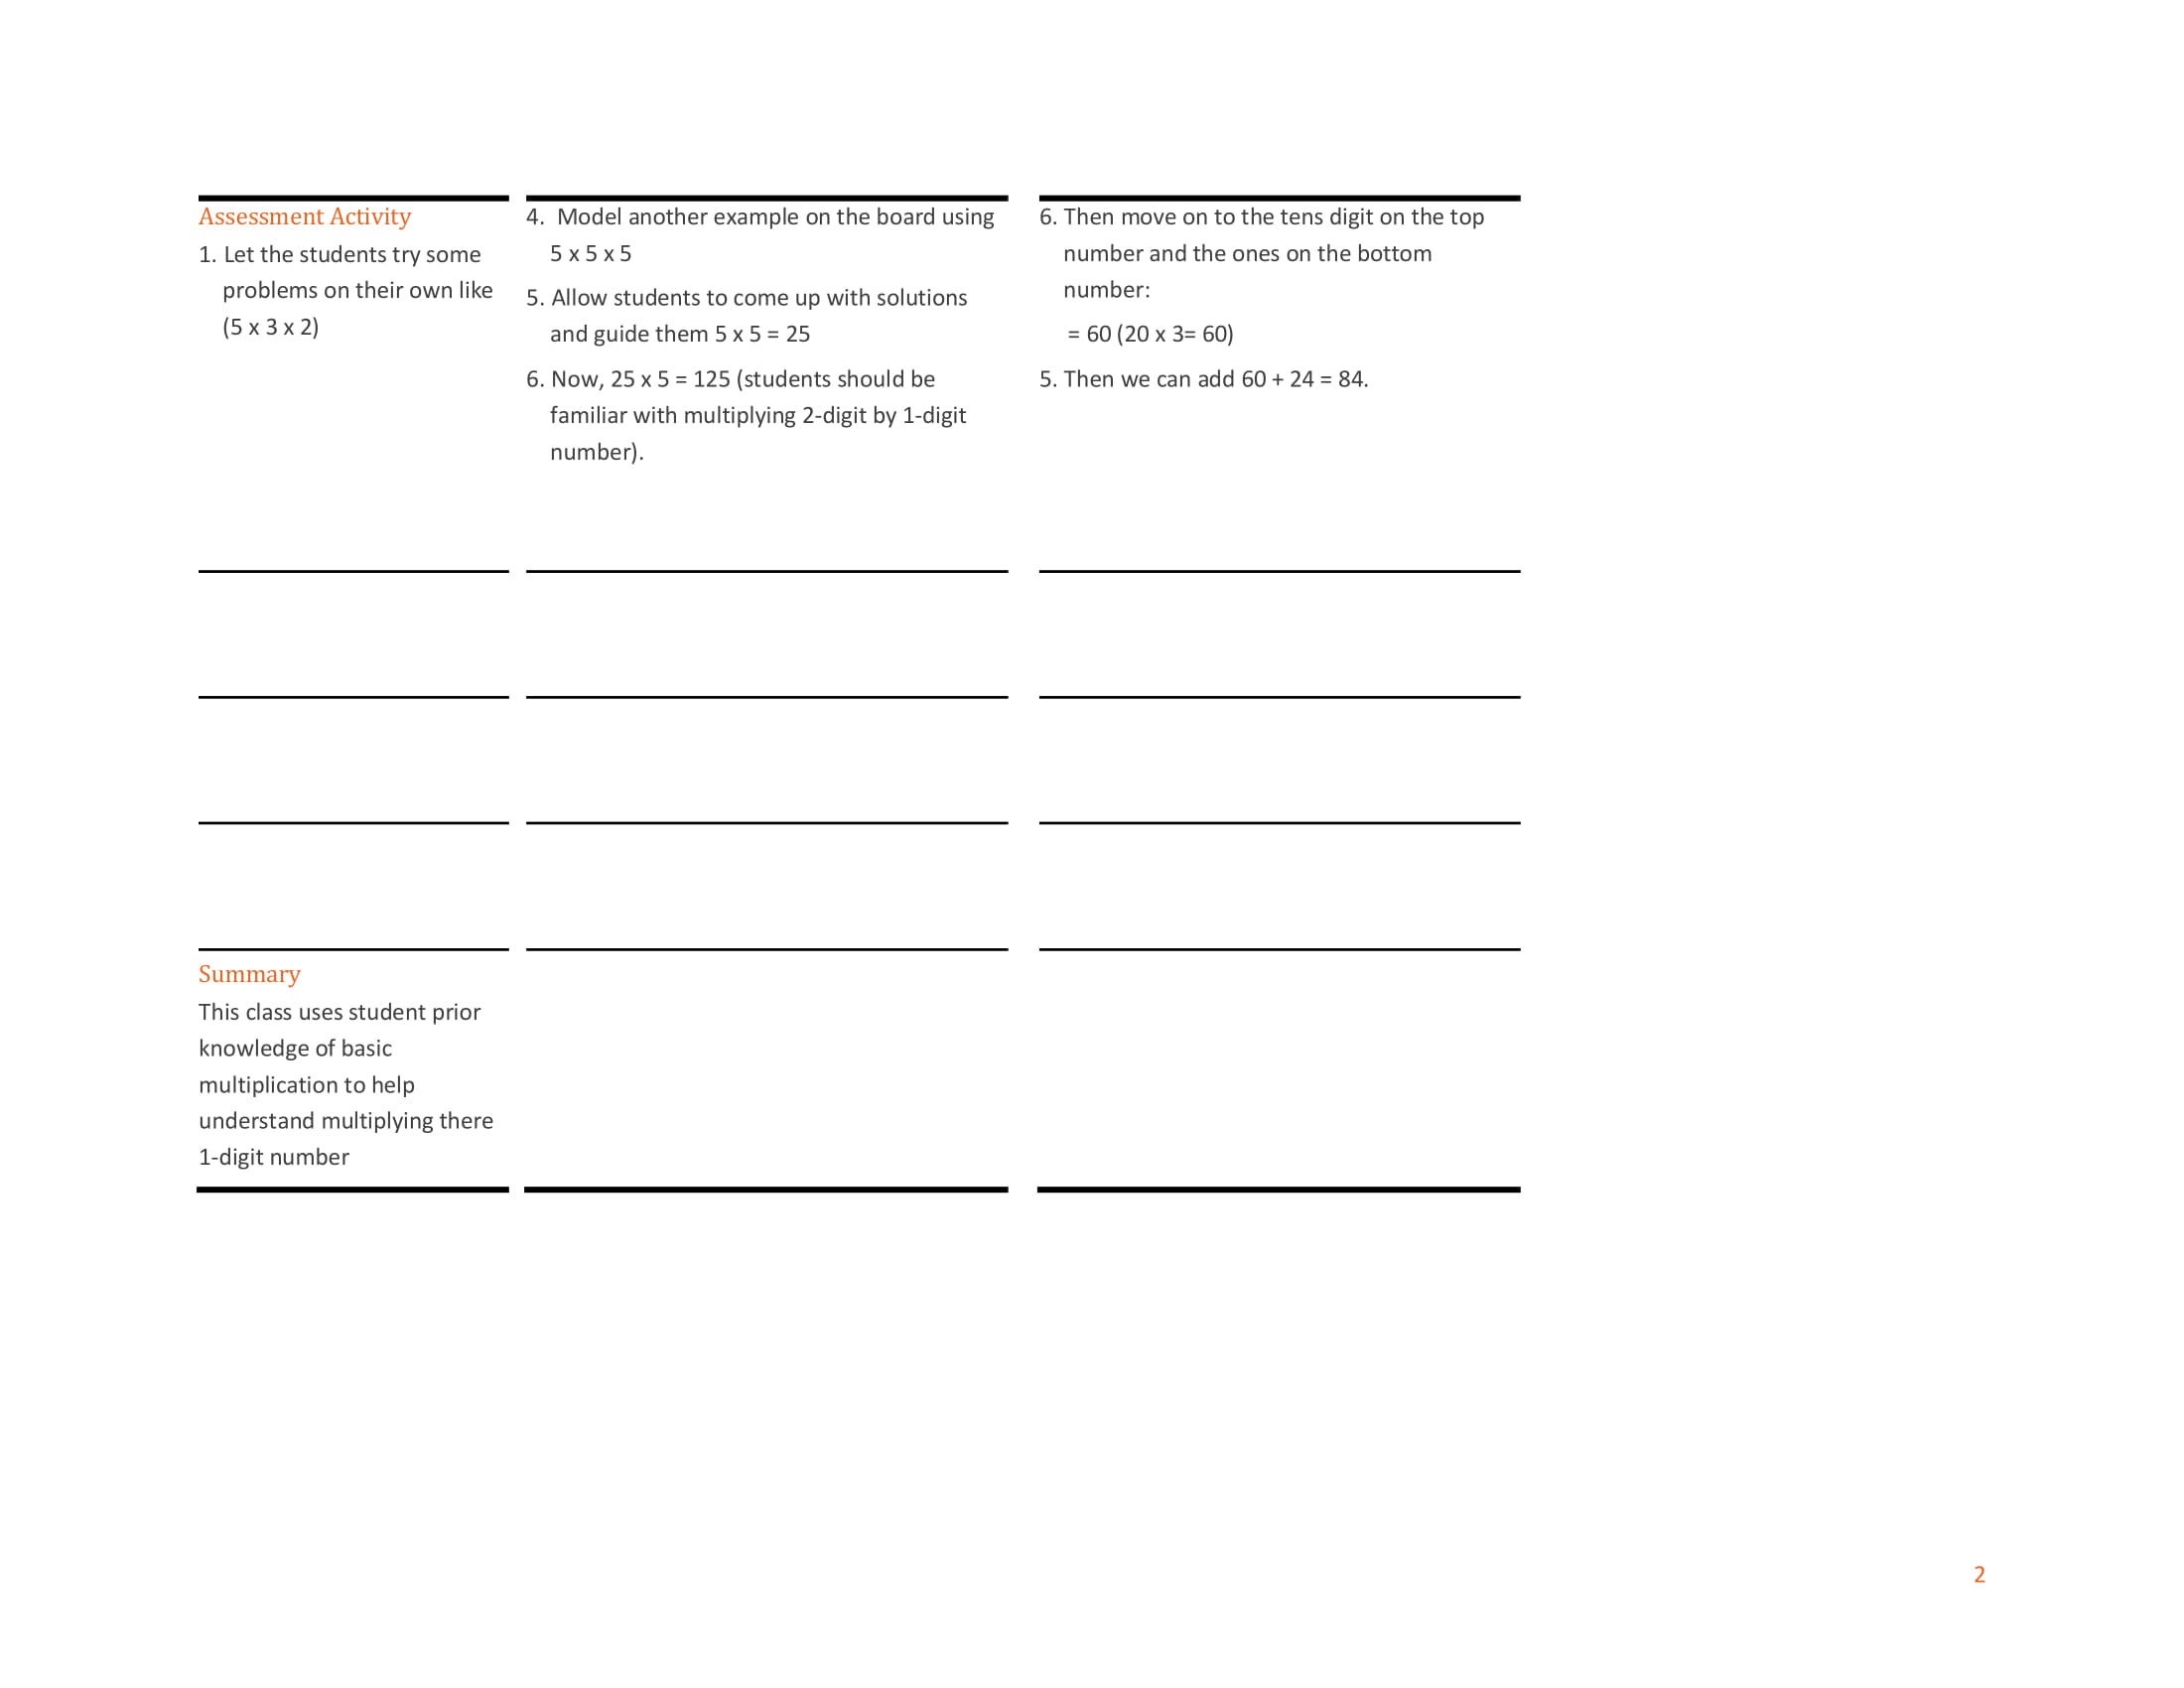 Assessment Activity
1. Let the students try some
problems on their own like
(5 x 3 x 2)
4.  Model another example on the board using
5 x 5 x 5
5. Allow students to come up with solutions
and guide them 5 x 5 = 25
6. Now, 25 x 5 = 125 (students should be
familiar with multiplying 2-digit by 1-digit
number).
6. Then move on to the tens digit on the top
number and the ones on the bottom
number:
= 60 (20 x 3= 60)
5. Then we can add 60 + 24 = 84.
Summary
This class uses student prior
knowledge of basic
multiplication to help
understand multiplying there
1-digit number
2